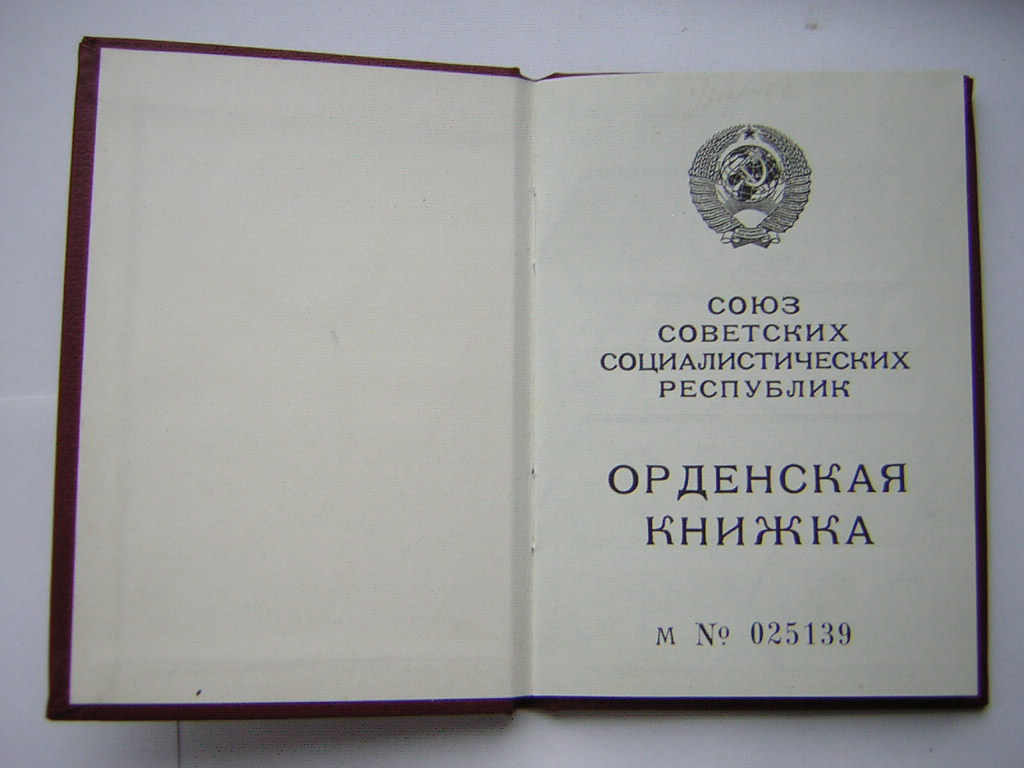 СОЮЗ
СОВЕТСКИХ
СОЦИАЛИСТИЧЕСКИХ
РЕСПУБЛИК
ОРДЕНСКАЯ
КНИЖКА
М № 025139